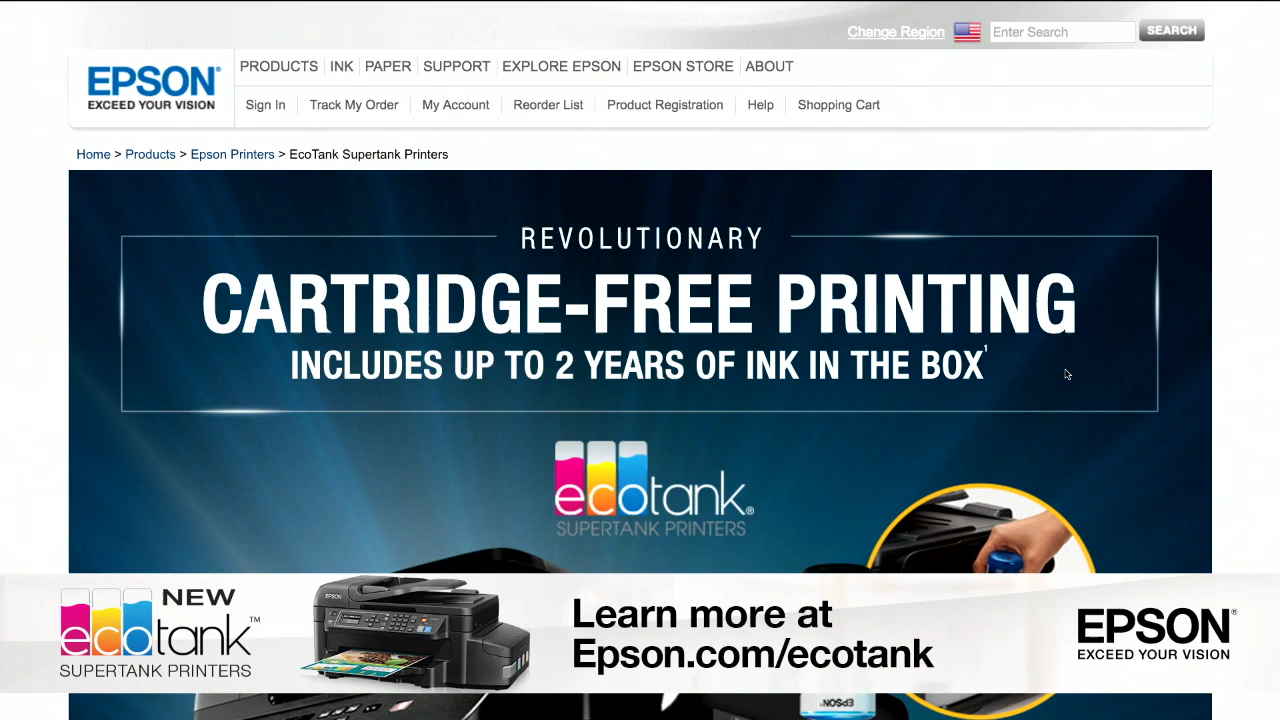 Change Region
Enter Search
SEARCH
EPSON®
EXCEED YOUR VISION
PRODUCTS INK PAPER SUPPORT EXPLORE EPSON EPSON STORE ABOUT
Sign In Track My Order My Account Reorder List Product Registration Help Shopping Cart
Home > Products > Epson Printers > EcoTank Supertank Printers
REVOLUTIONARY
CARTRIDGE-FREE PRINTING
INCLUDES UP TO 2 YEARS OF INK IN THE BOX¹
ecotank®
SUPERTANK PRINTERS
NEW
ecotank™
SUPERTANK PRINTERS
EPSON
Learn more at
Epson.com/ecotank
EPSON®
EXCEED YOUR VISION
EPSON